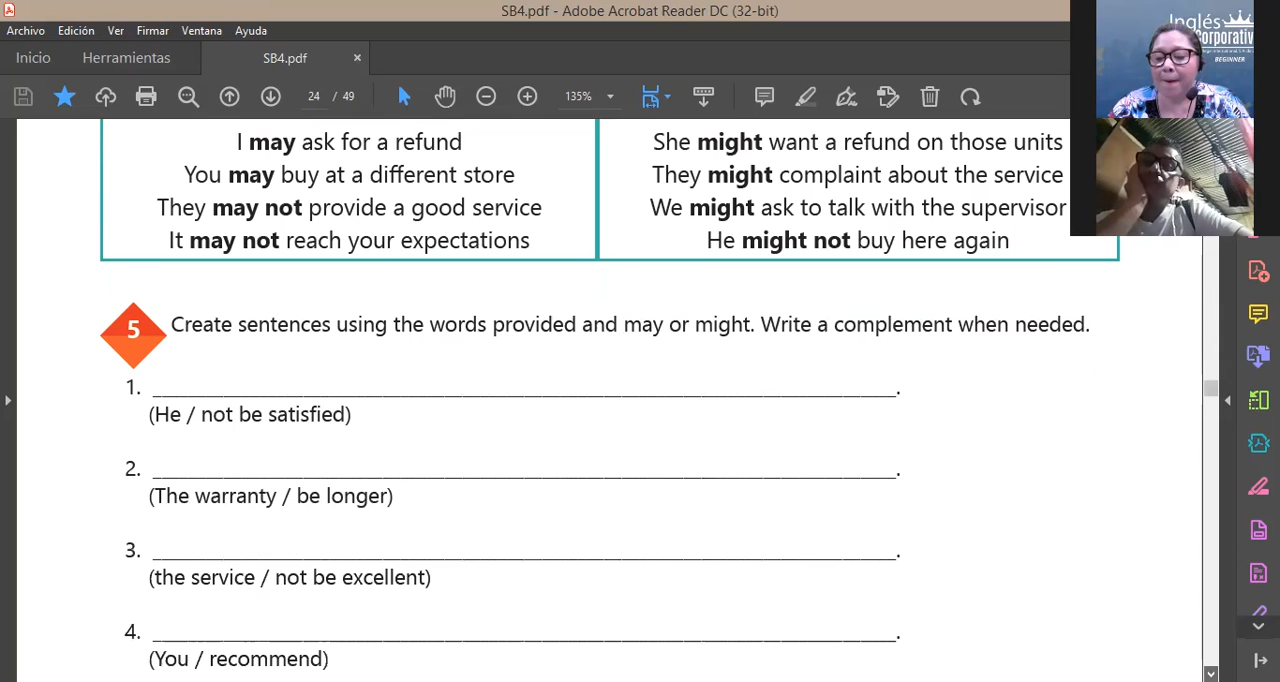 SB4.pdf - Adobe Acrobat Reader DC (32-bit)
Archivo Edición Ver Firmar Ventana Ayuda
Inicio Herramientas SB4.pdf ×
24 / 49 135%
Inglés
Corporativ
BEGINNER
I may ask for a refund
You may buy at a different store
They may not provide a good service
It may not reach your expectations
She might want a refund on those units
They might complaint about the service
We might ask to talk with the supervisor
He might not buy here again
5 Create sentences using the words provided and may or might. Write a complement when needed.
1. ______________________________.
(He / not be satisfied)
2. ______________________________.
(The warranty / be longer)
3. ______________________________.
(the service / not be excellent)
4. ______________________________.
(You / recommend)